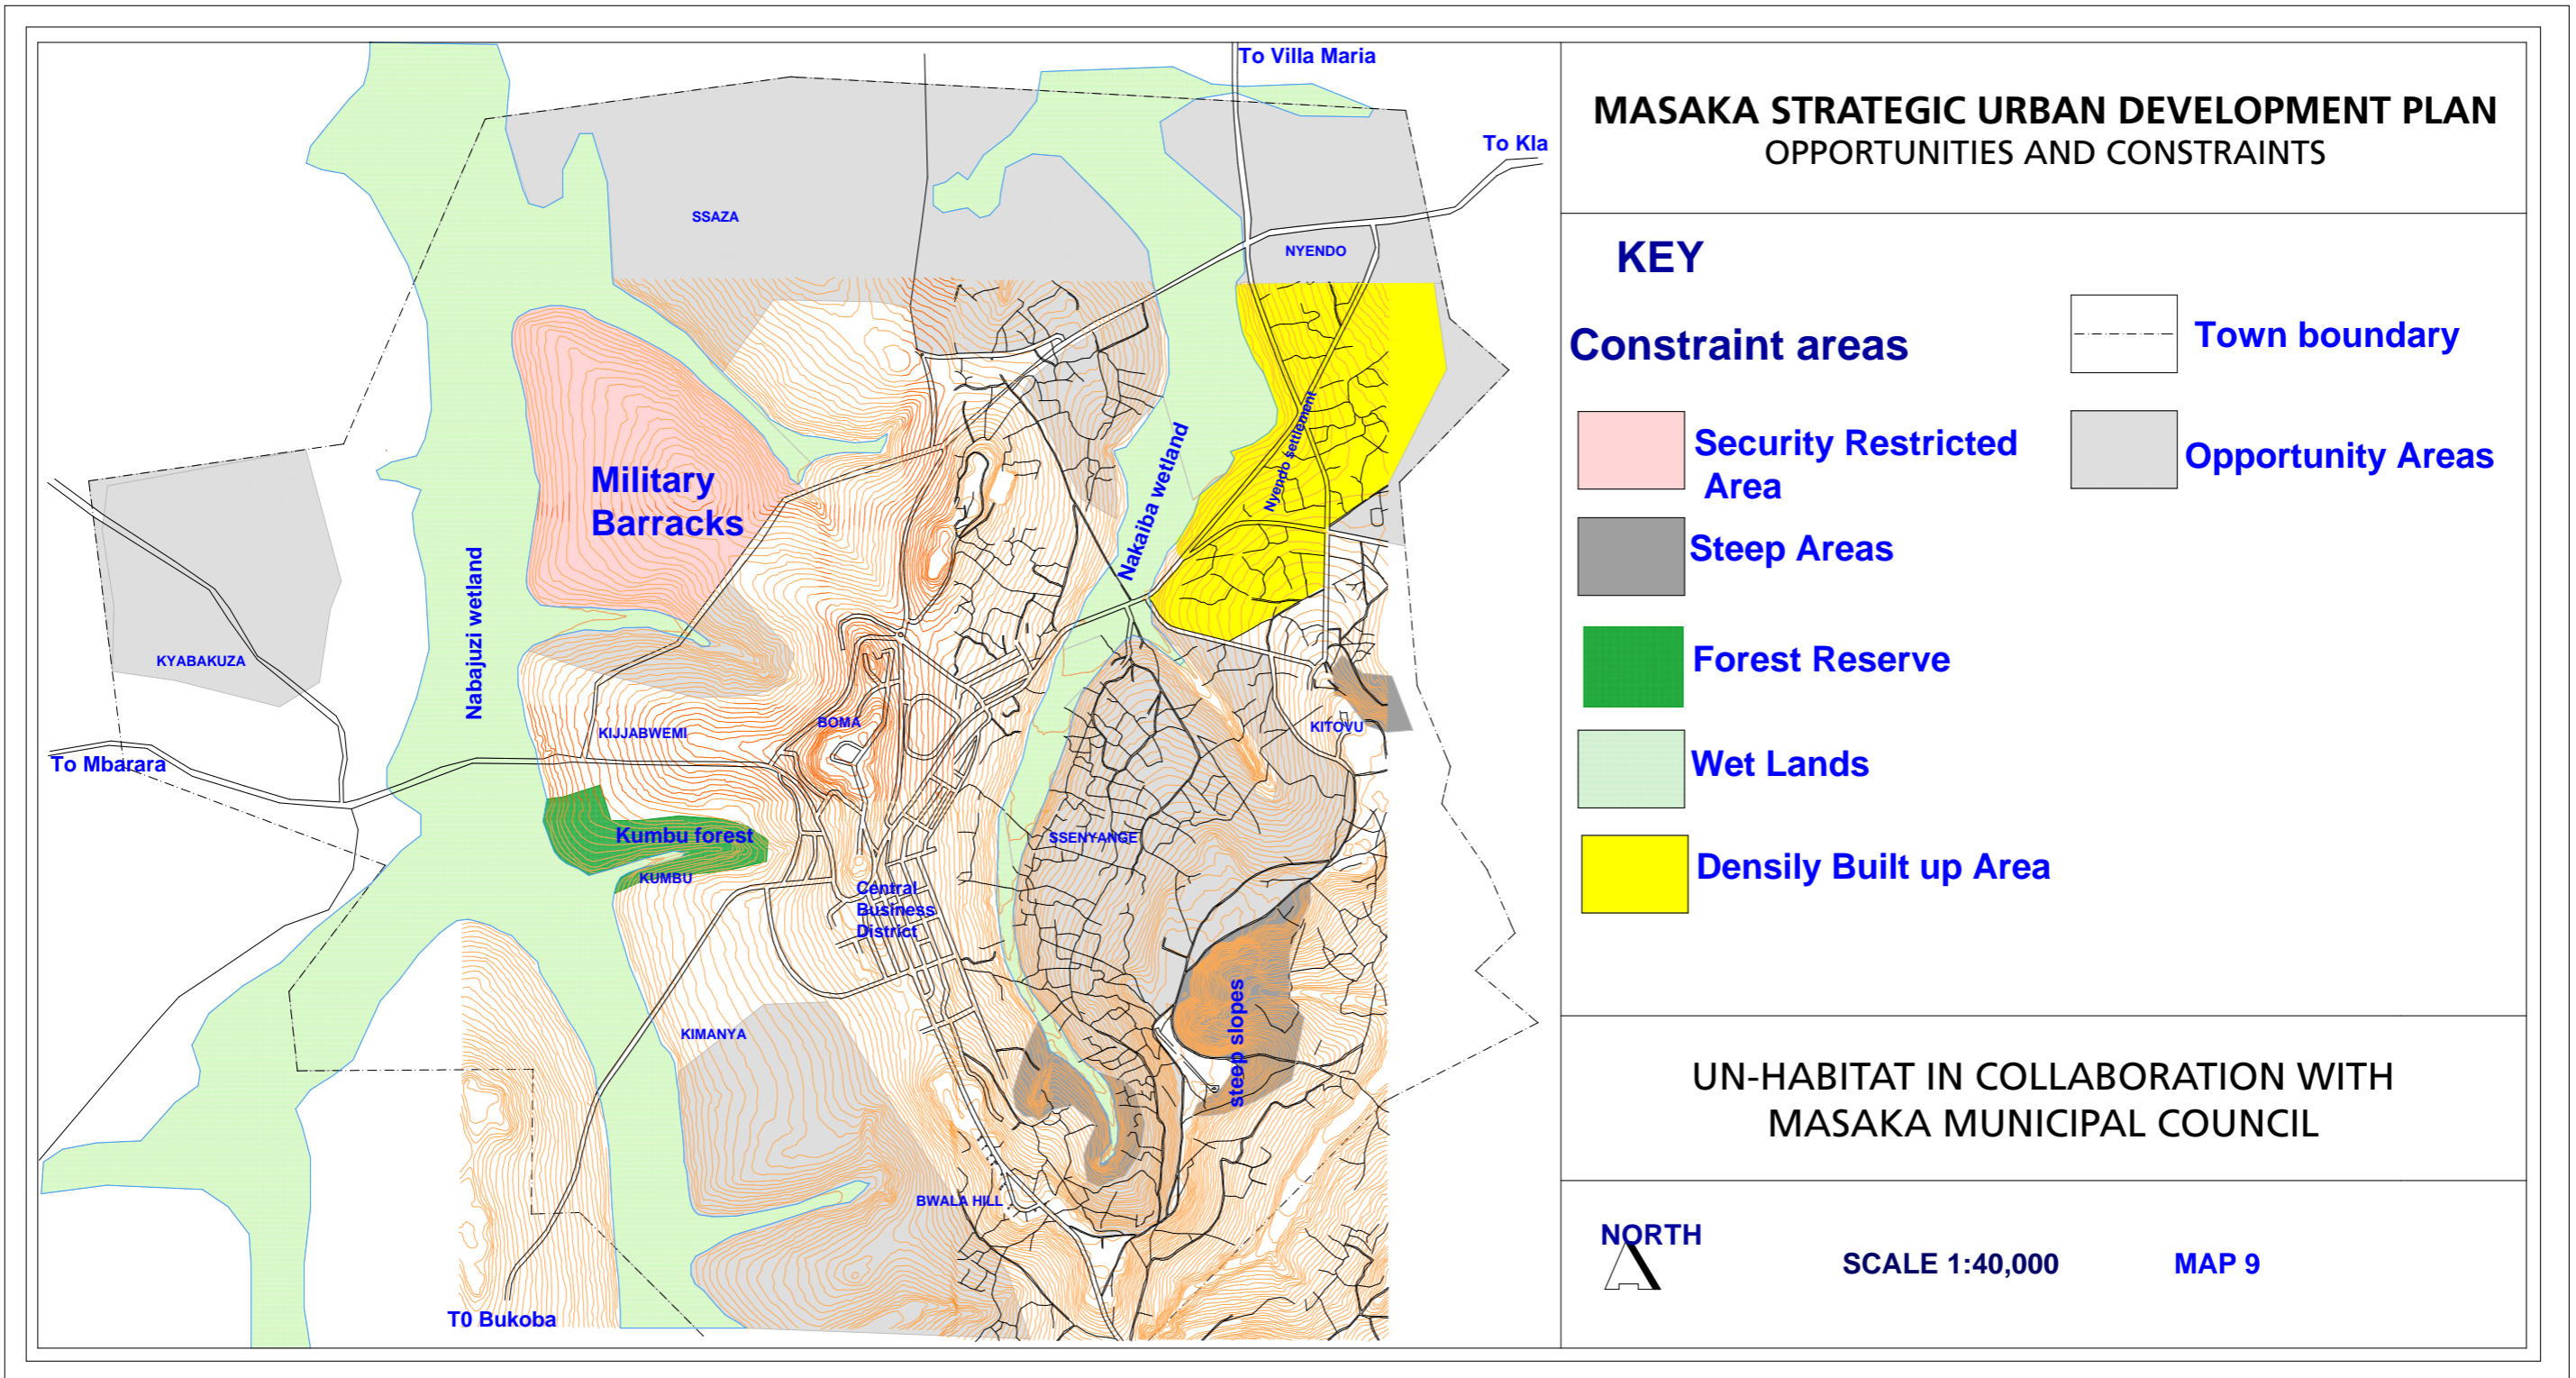 To Villa Maria
To Kla
SSAZA
NYENDO
Military
Barracks
Nyendo settlement
Nakaiba wetland
Nabajuzi wetland
KYABAKUZA
KIJJABWEMI
BOMA
KITOVU
To Mbarara
Kumbu forest
KUMBU
SSENYANGE
Central
Business
District
steep slopes
KIMANYA
BWALA HILL
T0 Bukoba
MASAKA STRATEGIC URBAN DEVELOPMENT PLAN
OPPORTUNITIES AND CONSTRAINTS
KEY
Constraint areas
Security Restricted
Area
Steep Areas
Forest Reserve
Wet Lands
Densily Built up Area
Town boundary
Opportunity Areas
UN-HABITAT IN COLLABORATION WITH
MASAKA MUNICIPAL COUNCIL
NORTH
SCALE 1:40,000
MAP 9